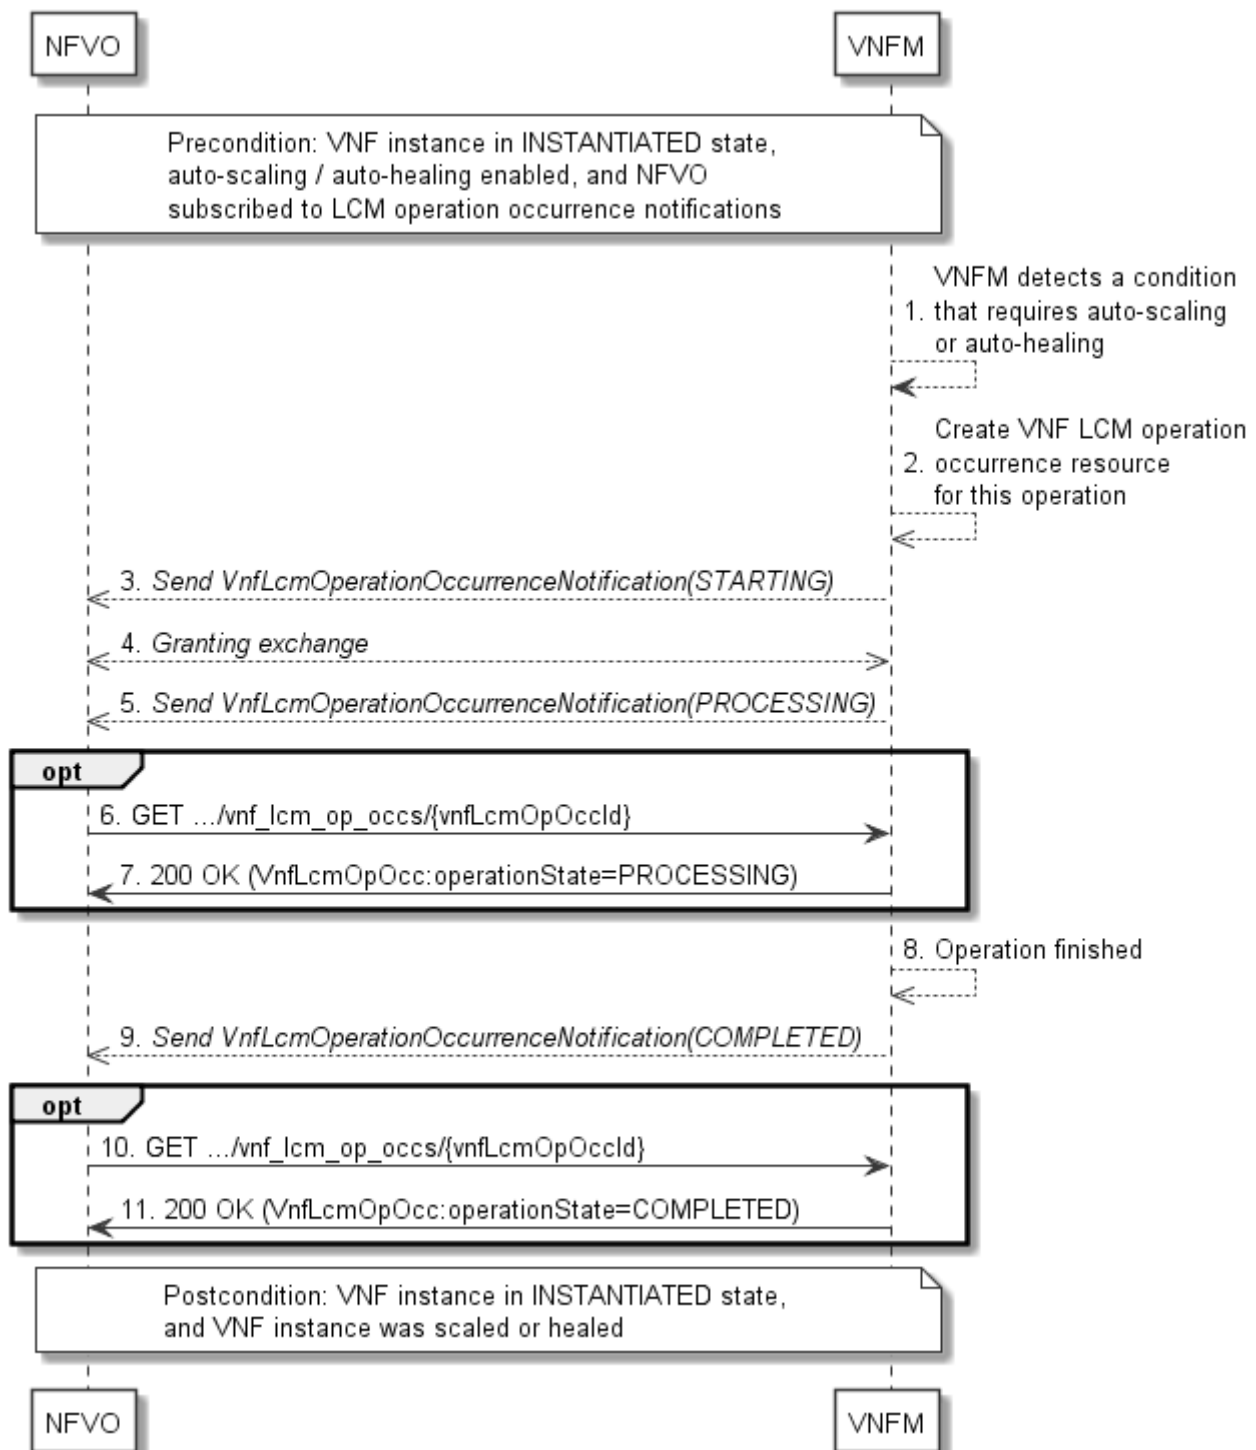 NFVO VNFM
Precondition: VNF instance in INSTANTIATED state,
auto-scaling / auto-healing enabled, and NFVO
subscribed to LCM operation occurrence notifications
VNFM detects a condition
1. that requires auto-scaling
or auto-healing
Create VNF LCM operation
2. occurrence resource
for this operation
3. Send VnfLcmOperationOccurrenceNotification(STARTING)
4. Granting exchange
5. Send VnfLcmOperationOccurrenceNotification(PROCESSING)
opt
6. GET .../vnf_lcm_op_occs/{vnfLcmOpOccId}
7. 200 OK (VnfLcmOpOcc:operationState=PROCESSING)
8. Operation finished
9. Send VnfLcmOperationOccurrenceNotification(COMPLETED)
opt
10. GET .../vnf_lcm_op_occs/{vnfLcmOpOccId}
11. 200 OK (VnfLcmOpOcc:operationState=COMPLETED)
Postcondition: VNF instance in INSTANTIATED state,
and VNF instance was scaled or healed
NFVO VNFM